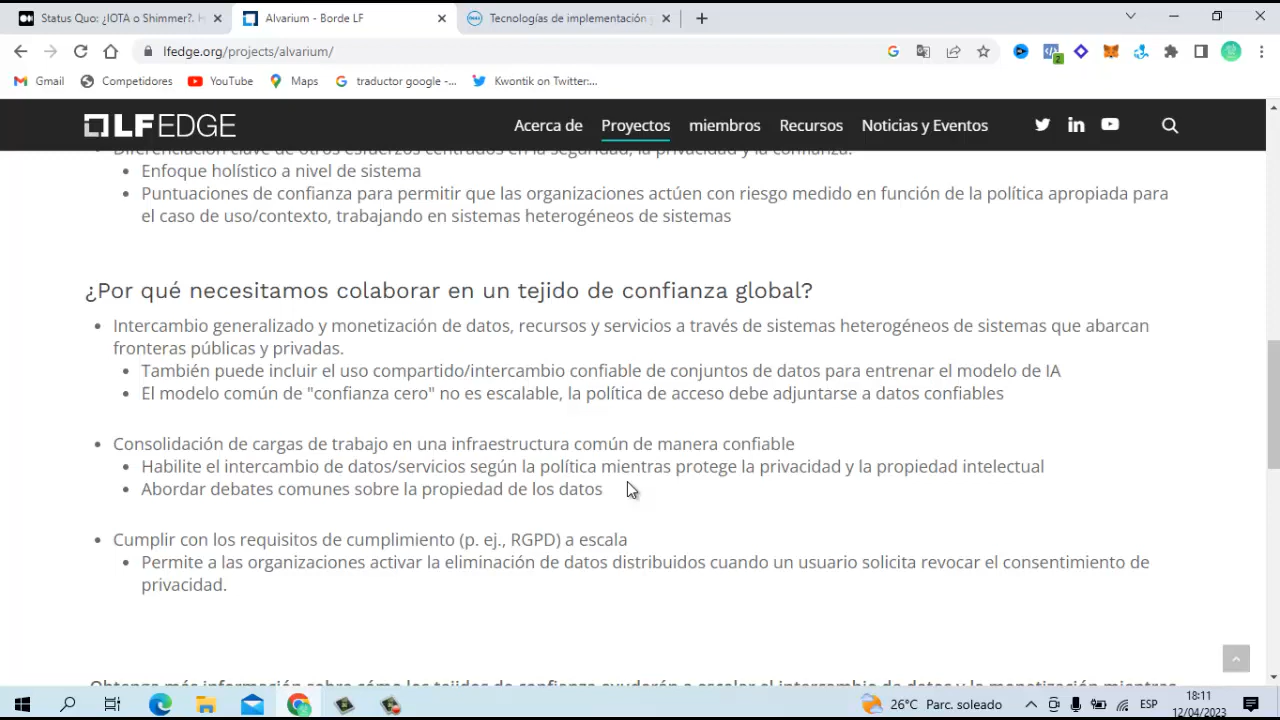 Status Quo: ¿IOTA o Shimmer?. H
Alvarium - Borde LF
Tecnologías de implementación
lfedge.org/projects/alvarium/
2
Gmail
Competidores
YouTube
Maps
traductor google -...
Kwontik on Twitter:...
LFEDGE
Acerca de
Proyectos
miembros
Recursos
Noticias y Eventos
Diferenciación clave de otros esfuerzos centrados en la seguridad, la privacidad y la confianza:
Enfoque holístico a nivel de sistema
Puntuaciones de confianza para permitir que las organizaciones actúen con riesgo medido en función de la política apropiada para
el caso de uso/contexto, trabajando en sistemas heterogéneos de sistemas
¿Por qué necesitamos colaborar en un tejido de confianza global?
Intercambio generalizado y monetización de datos, recursos y servicios a través de sistemas heterogéneos de sistemas que abarcan
fronteras públicas y privadas.
También puede incluir el uso compartido/intercambio confiable de conjuntos de datos para entrenar el modelo de IA
El modelo común de "confianza cero" no es escalable, la política de acceso debe adjuntarse a datos confiables
Consolidación de cargas de trabajo en una infraestructura común de manera confiable
Habilite el intercambio de datos/servicios según la política mientras protege la privacidad y la propiedad intelectual
Abordar debates comunes sobre la propiedad de los datos
Cumplir con los requisitos de cumplimiento (p. ej., RGPD) a escala
Permite a las organizaciones activar la eliminación de datos distribuidos cuando un usuario solicita revocar el consentimiento de
privacidad.
Obtenga más información sobre cómo los tejidos de confianza ayudarán a escalar el intercambio de datos y la monetización mientras
26°C Parc. soleado
ESP
18:11
12/04/2023